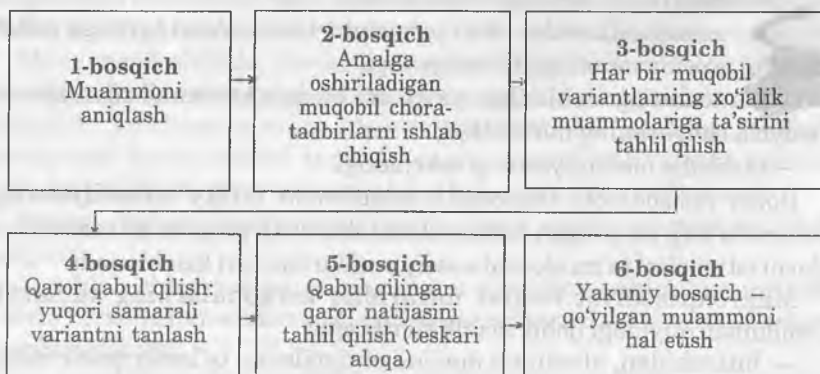 1-bosqich
Muammoni
aniqlash
2-bosqich
Amalga
oshiriladigan
muqobil chora-
tadbirlarni ishlab
chiqish
3-bosqich
Har bir muqobil
variantlarning xo‘jalik
muammolariga ta’sirini
tahlil qilish
4-bosqich
Qaror qabul qilish:
yuqori samarali
variantni tanlash
5-bosqich
Qabul qilingan
qaror natijasini
tahlil qilish (teskari
aloqa)
6-bosqich
Yakuniy bosqich —
qo‘yilgan muammoni
hal etish